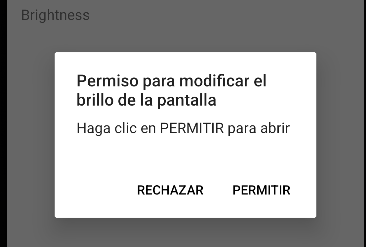 Brightness
Permiso para modificar el
brillo de la pantalla
Haga clic en PERMITIR para abrir
RECHAZAR PERMITIR